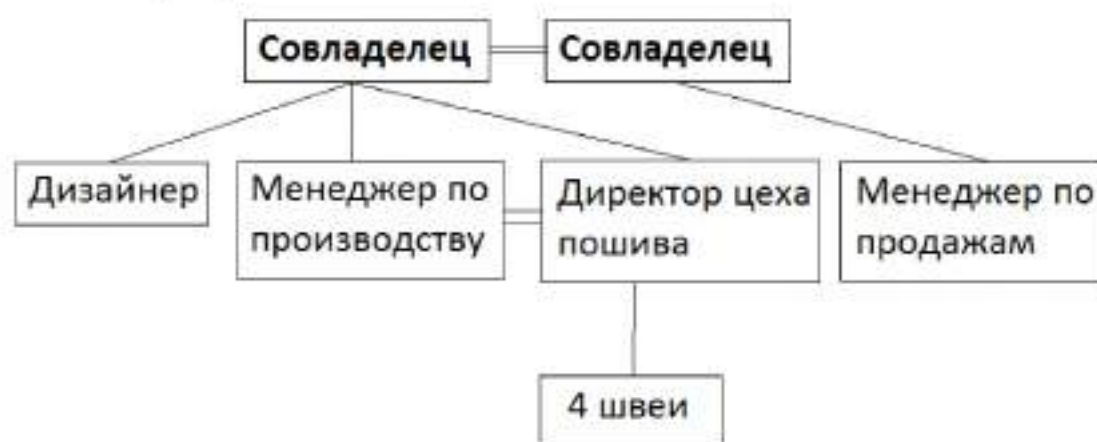 Совладелец
Совладелец
Дизайнер
Менеджер по
производству
Директор цеха
пошива
Менеджер по
продажам
4 швеи